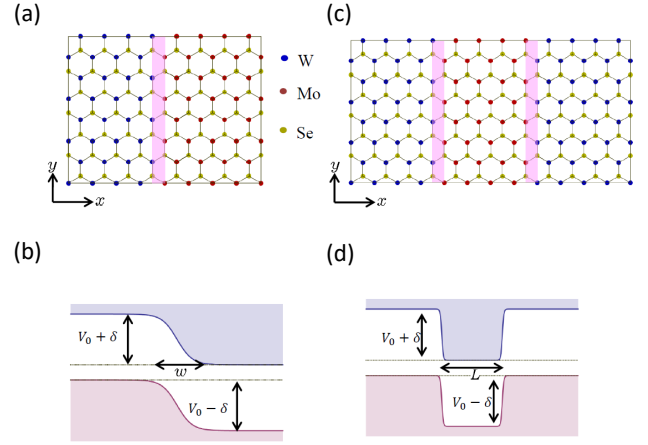 (a)
(c)
W
Mo
Se
y
x
y
x
(b)
(d)
V₀ + δ
w
V₀ − δ
V₀ + δ
L
V₀ − δ